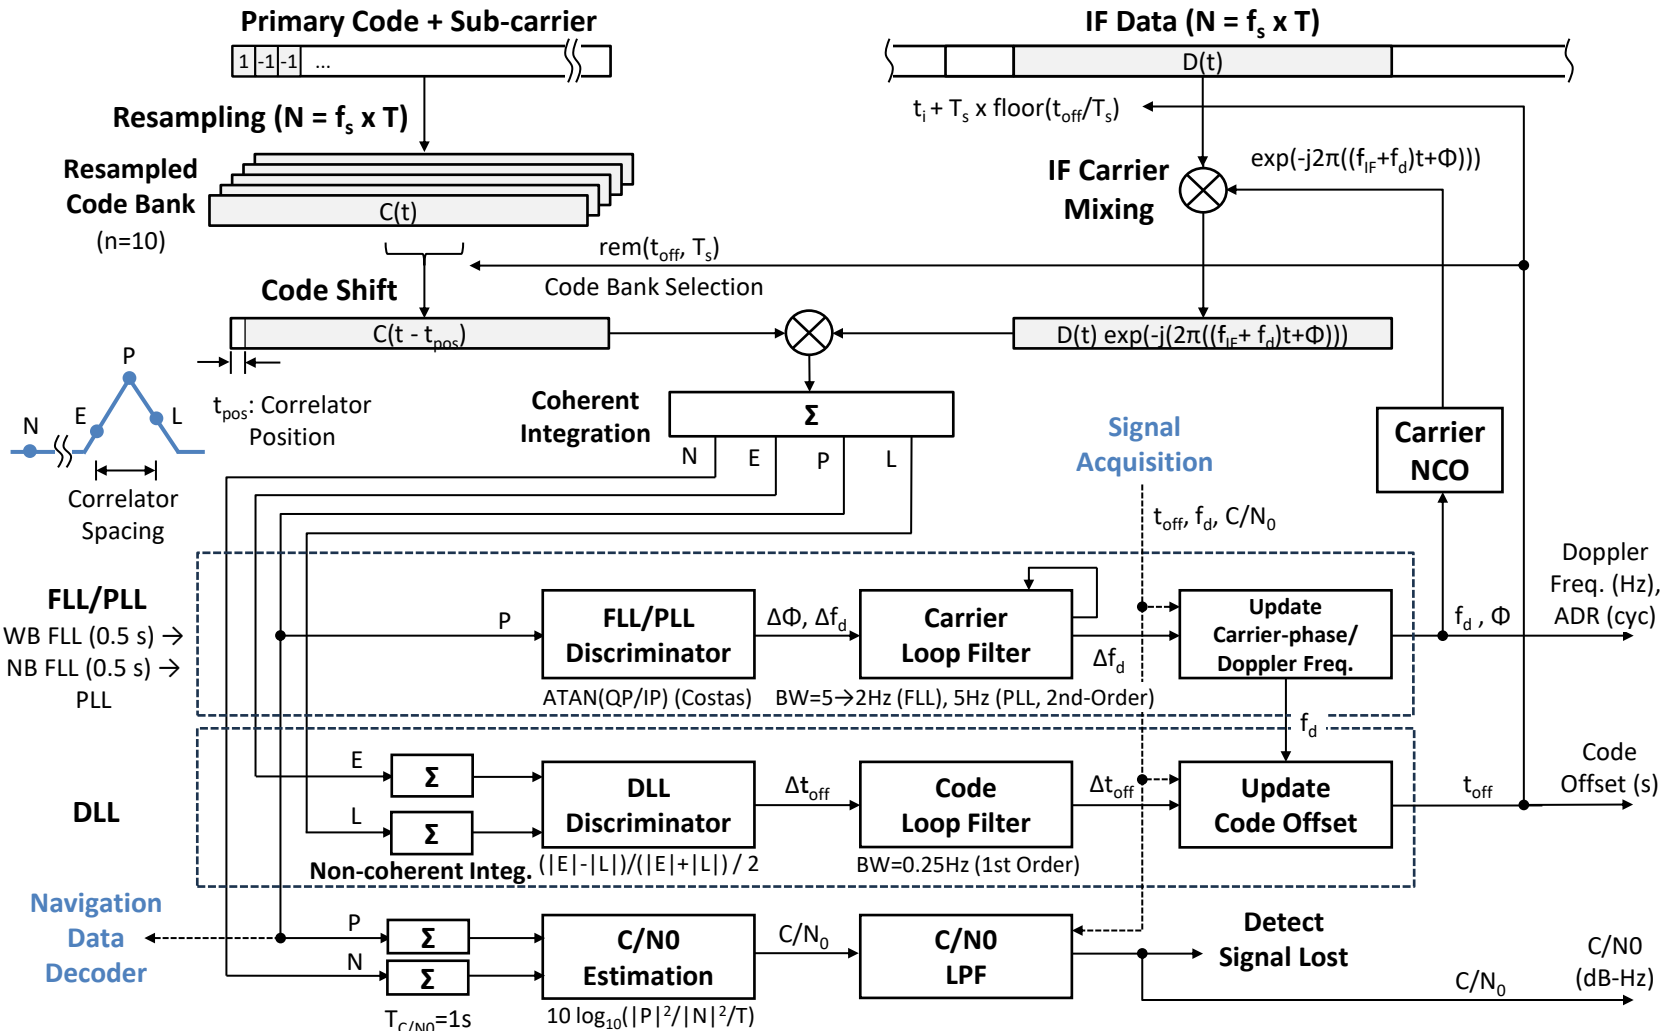 Primary Code + Sub-carrier
1 -1 -1 ...
IF Data (N = fs x T)
D(t)
Resampling (N = fs x T)
ti + Ts x floor(toff/Ts)
Resampled
Code Bank
(n=10)
C(t)
IF Carrier
Mixing
exp(-j2π((fIF+fd)t+Φ)))
rem(toff, Ts)
Code Bank Selection
Code Shift
C(t - tpos)
D(t) exp(-j(2π((fIF+ fd)t+Φ)))
P
E
L
N
tpos: Correlator
Position
Correlator
Spacing
Coherent
Integration
Σ
N E P L
Signal
Acquisition
toff, fd, C/N0
Carrier
NCO
FLL/PLL
WB FLL (0.5 s) →
NB FLL (0.5 s) →
PLL
P
FLL/PLL
Discriminator
ATAN(QP/IP) (Costas)
ΔΦ, Δfd
Carrier
Loop Filter
BW=5→2Hz (FLL), 5Hz (PLL, 2nd-Order)
Δfd
Update
Carrier-phase/
Doppler Freq.
fd , Φ
Doppler
Freq. (Hz),
ADR (cyc)
fd
DLL
E
Σ
L
Σ
Non-coherent Integ.
DLL
Discriminator
(|E|-|L|)/(|E|+|L|) / 2
Δtoff
Code
Loop Filter
BW=0.25Hz (1st Order)
Δtoff
Update
Code Offset
toff
Code
Offset (s)
Navigation
Data
Decoder
P
Σ
N
Σ
TC/N0=1s
C/N0
Estimation
10 log10(|P|²/|N|²/T)
C/N0
C/N0
LPF
Detect
Signal Lost
C/N0
C/N0
(dB-Hz)